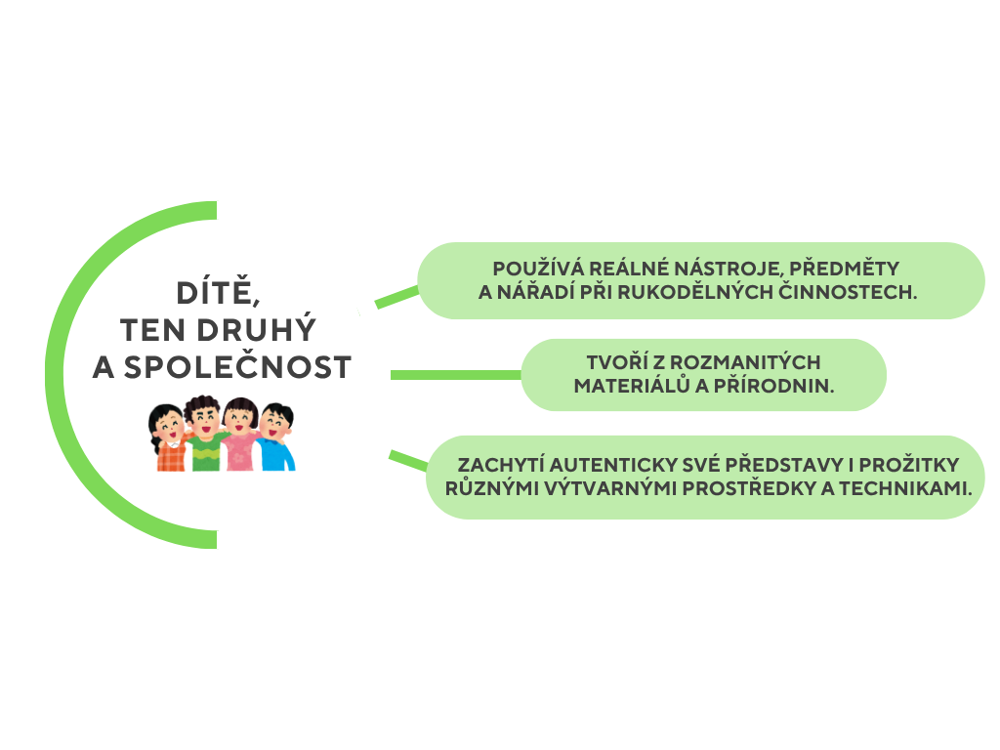 DÍTĚ,
TEN DRUHÝ
A SPOLEČNOST
POUŽÍVÁ REÁLNÉ NÁSTROJE, PŘEDMĚTY
A NÁŘADÍ PŘI RUKODĚLNÝCH ČINNOSTECH.
TVOŘÍ Z ROZMANITÝCH
MATERIÁLŮ A PŘÍRODNIN.
ZACHYTÍ AUTENTICKY SVÉ PŘEDSTAVY I PROŽITKY
RŮZNÝMI VÝTVARNÝMI PROSTŘEDKY A TECHNIKAMI.